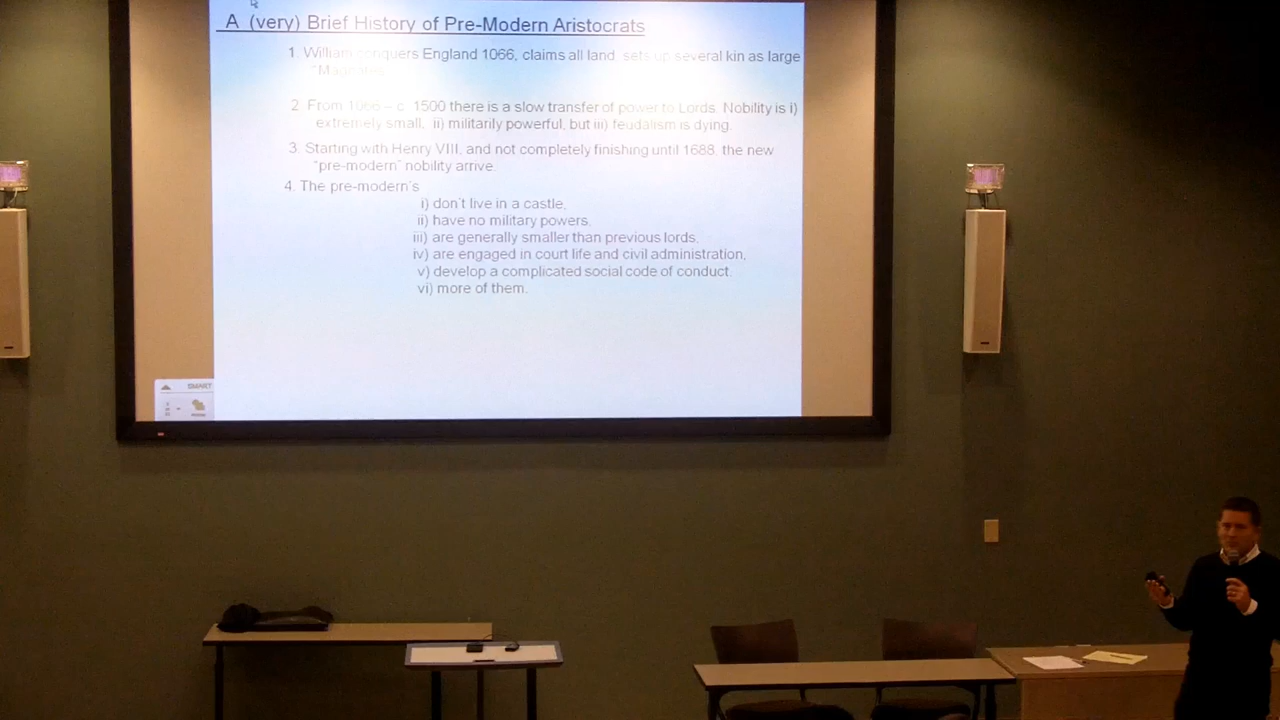 A (very) Brief History of Pre-Modern Aristocrats
1. William conquers England 1066, claims all land, sets up several kin as large
"Magnates
2. From 1066 – c. 1500 there is a slow transfer of power to Lords. Nobility is i)
extremely small, ii) militarily powerful, but iii) feudalism is dying.
3. Starting with Henry VIII, and not completely finishing until 1688, the new
"pre-modern" nobility arrive.
4. The pre-modern's
i) don't live in a castle,
ii) have no military powers,
iii) are generally smaller than previous lords,
iv) are engaged in court life and civil administration,
v) develop a complicated social code of conduct.
vi) more of them.
SMART